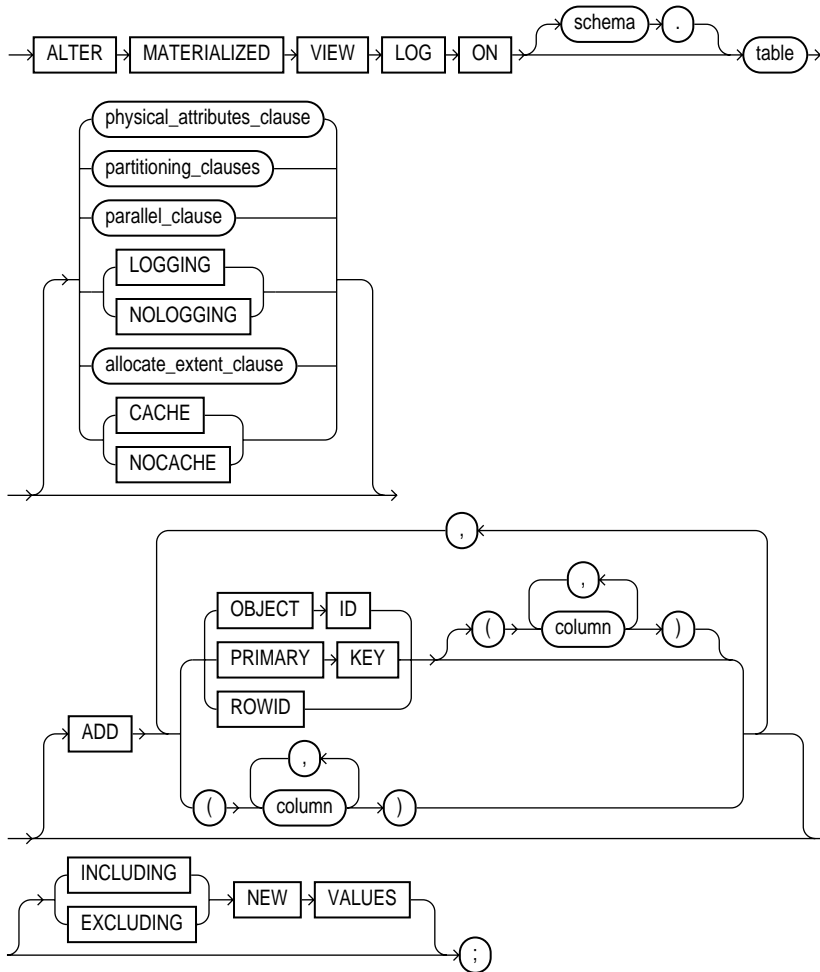 schema .
ALTER MATERIALIZED VIEW LOG ON table
physical_attributes_clause
partitioning_clauses
parallel_clause
LOGGING
NOLOGGING
allocate_extent_clause
CACHE
NOCACHE
,
,
OBJECT ID
( column )
PRIMARY KEY
ROWID
ADD
,
( column )
INCLUDING
NEW VALUES
EXCLUDING
;